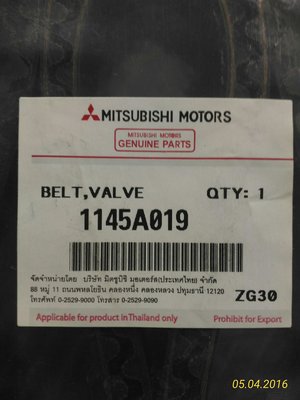 MITSUBISHI MOTORS
MITSUBISHI MOTORS
GENUINE PARTS
BELT,VALVE QTY: 1
1145A019
จัดจำหน่ายโดย บริษัท มิตซูบิชิ มอเตอร์ส(ประเทศไทย) จำกัด
88 หมู่ 11 ถนนพหลโยธิน คลองหนึ่ง คลองหลวง ปทุมธานี 12120
โทรศัพท์ 0-2529-9000 โทรสาร 0-2529-9090
ZG30
Applicable for product in Thailand only Prohibit for Export
05.04.2016